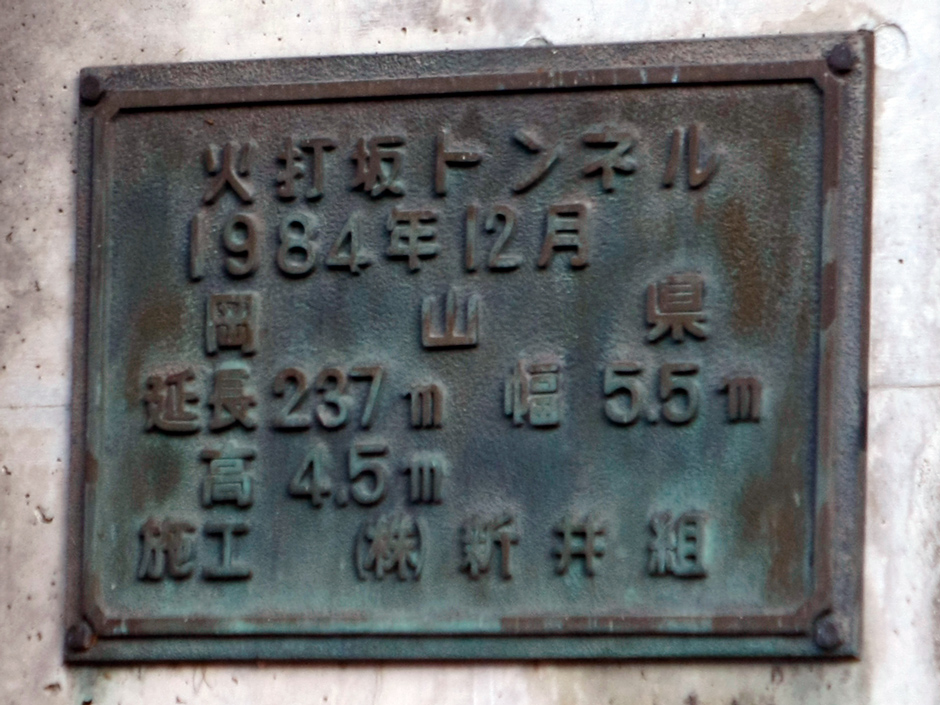 火打坂トンネル
1984年12月
岡山県
延長237m 幅5.5m
高 4.5m
施工 (株)新井組